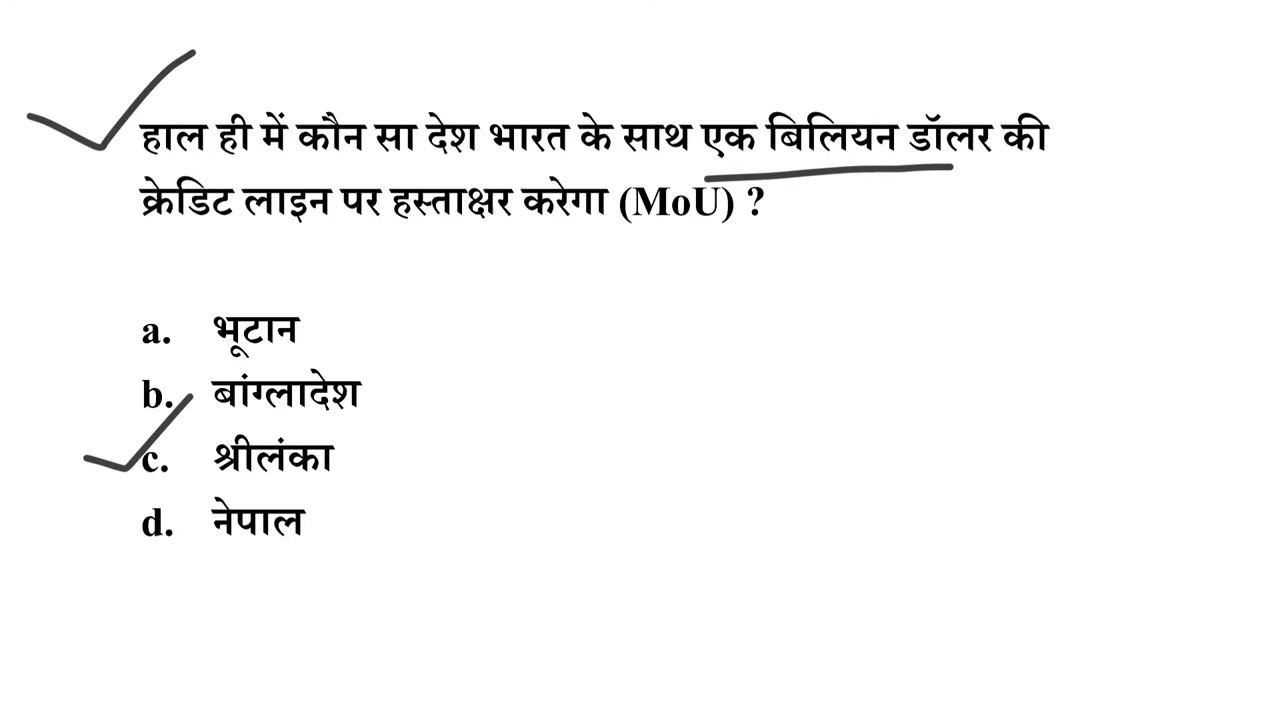 हाल ही में कौन सा देश भारत के साथ एक बिलियन डॉलर की
क्रेडिट लाइन पर हस्ताक्षर करेगा (MoU) ?
a. भूटान
b. बांग्लादेश
c. श्रीलंका
d. नेपाल